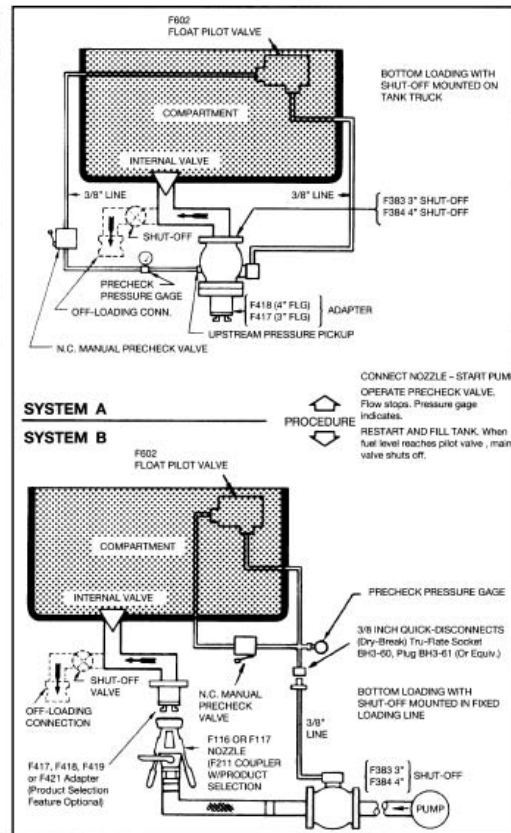 F602
FLOAT PILOT VALVE
BOTTOM LOADING WITH
SHUT-OFF MOUNTED ON
TANK TRUCK
COMPARTMENT
INTERNAL VALVE
3/8" LINE
3/8" LINE
F383 3" SHUT-OFF
F384 4" SHUT-OFF
SHUT-OFF
PRECHECK
PRESSURE GAGE
OFF-LOADING CONN.
F418 (4" FLG)
F417 (3" FLG)
ADAPTER
UPSTREAM PRESSURE PICKUP
N.C. MANUAL PRECHECK VALVE
CONNECT NOZZLE – START PUMP
OPERATE PRECHECK VALVE.
Flow stops. Pressure gage
indicates.
PROCEDURE
RESTART AND FILL TANK. When
fuel level reaches pilot valve , main
valve shuts off.
SYSTEM A
SYSTEM B
F602
FLOAT PILOT VALVE
COMPARTMENT
INTERNAL VALVE
PRECHECK PRESSURE GAGE
3/8 INCH QUICK-DISCONNECTS
(Dry-Break) Tru-Flate Socket
BH3-60, Plug BH3-61 (Or Equiv.)
SHUT-OFF
VALVE
N.C. MANUAL
PRECHECK
VALVE
BOTTOM LOADING WITH
SHUT-OFF MOUNTED IN FIXED
LOADING LINE
OFF-LOADING
CONNECTION
3/8"
LINE
F417, F418, F419
or F421 Adapter
(Product Selection
Feature Optional)
F116 OR F117
NOZZLE
(F211 COUPLER
W/PRODUCT
SELECTION
F383 3"
F384 4"
SHUT-OFF
PUMP